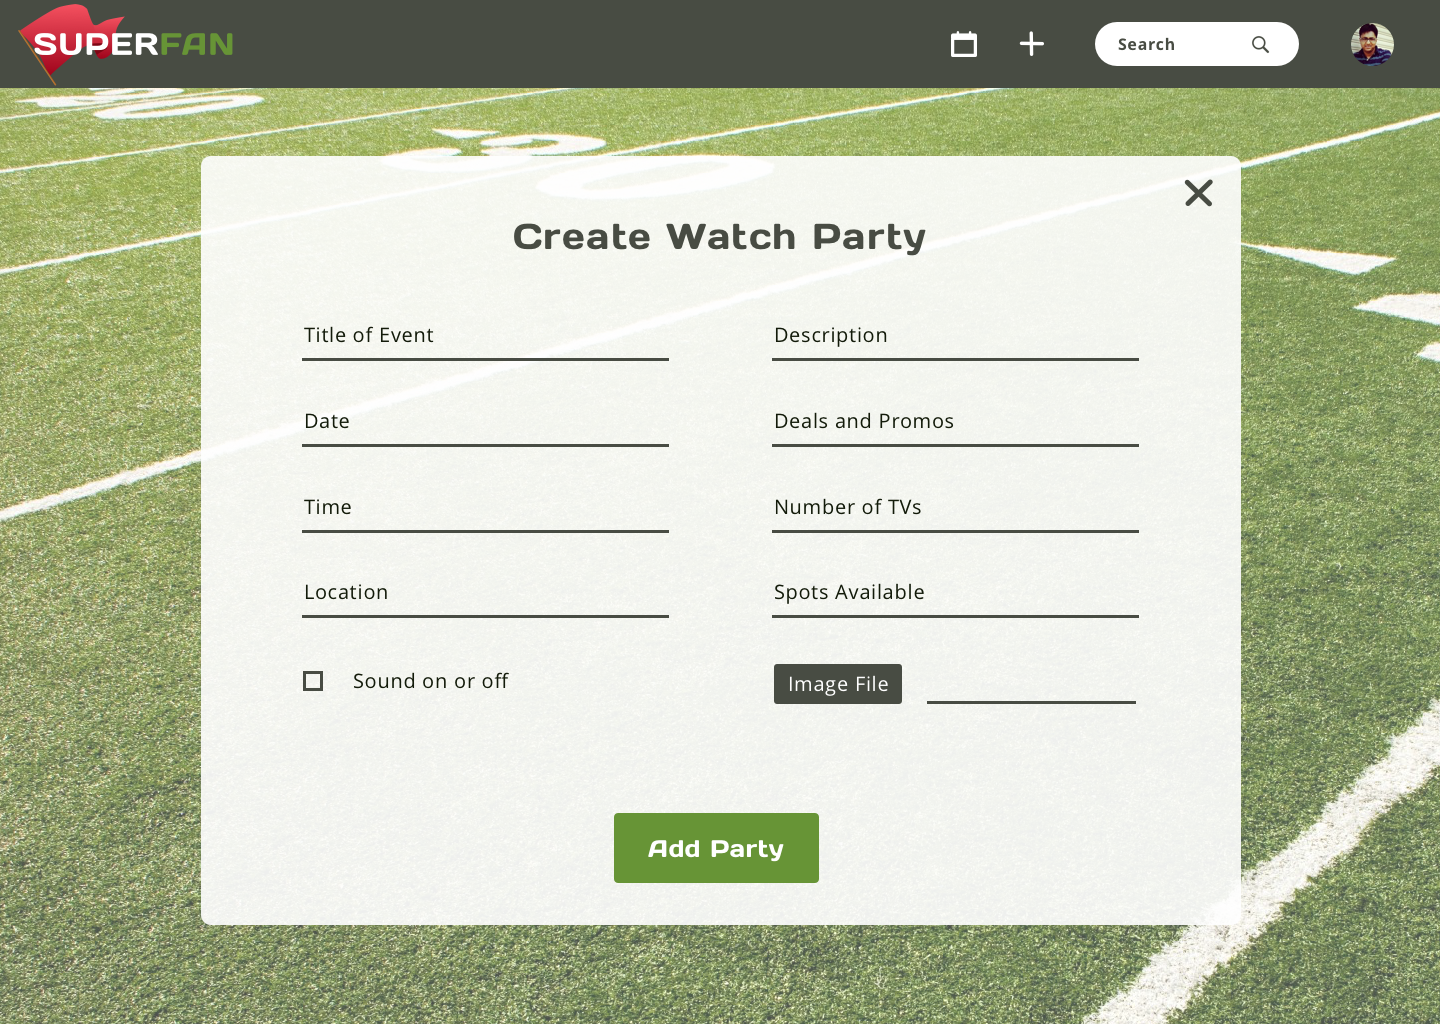 SUPERFAN
Search
Create Watch Party
Title of Event
Description
Date
Deals and Promos
Time
Number of TVs
Location
Spots Available
Sound on or off
Image File
Add Party